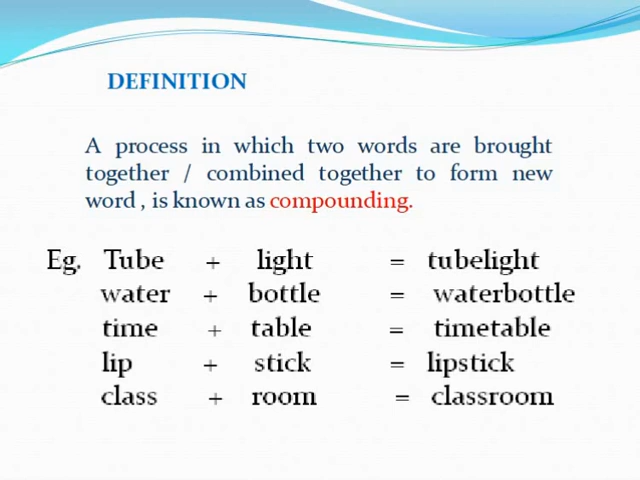 DEFINITION
A process in which two words are brought
together / combined together to form new
word , is known as compounding.
Eg. Tube + light = tubelight
water + bottle = waterbottle
time + table = timetable
lip + stick = lipstick
class + room = classroom